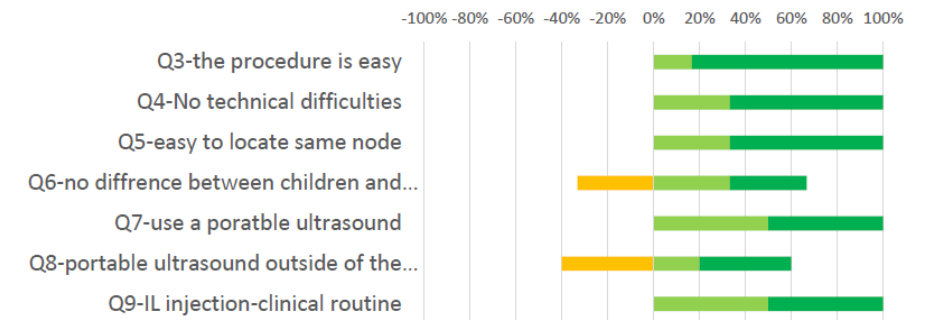 -100% -80% -60% -40% -20% 0% 20% 40% 60% 80% 100%
Q3-the procedure is easy
Q4-No technical difficulties
Q5-easy to locate same node
Q6-no diffrence between children and...
Q7-use a poratble ultrasound
Q8-portable ultrasound outside of the...
Q9-IL injection-clinical routine